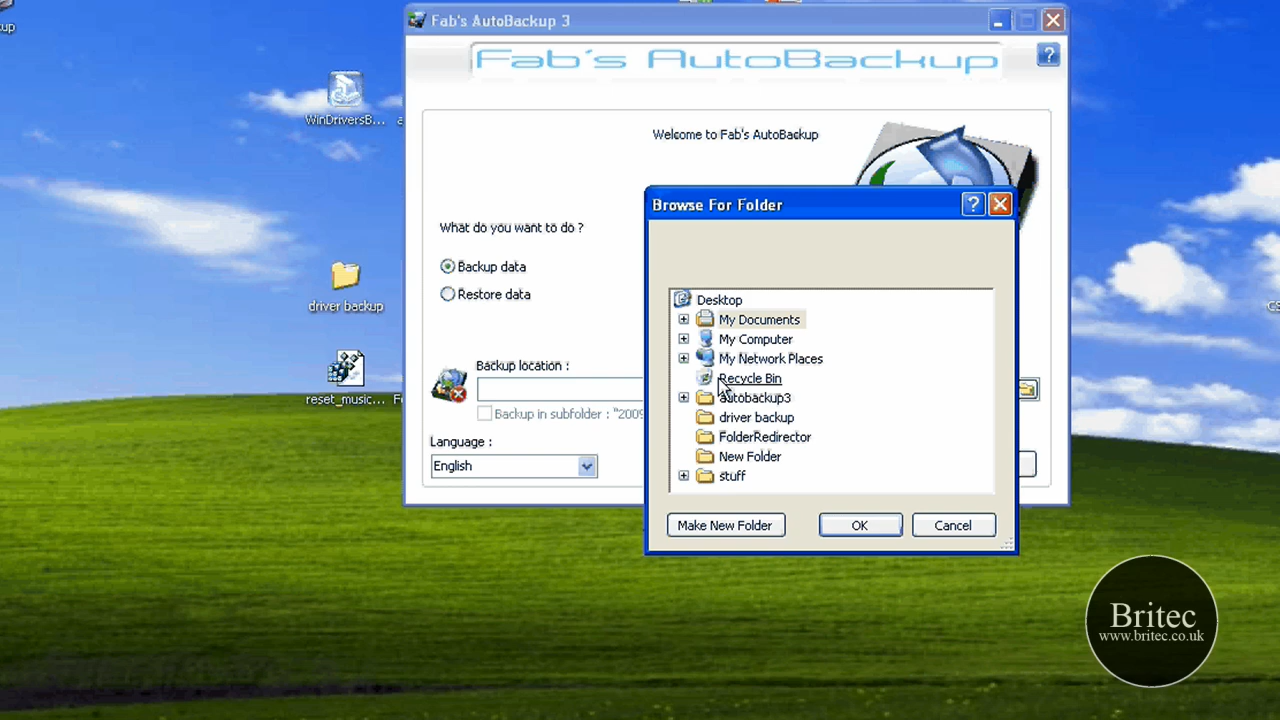 up
Fab's AutoBackup 3
Fab's AutoBackup
?
WinDriversB...
Welcome to Fab's AutoBackup
Browse For Folder
?
What do you want to do ?
Backup data
Restore data
Desktop
My Documents
My Computer
My Network Places
Recycle Bin
autobackup3
driver backup
FolderRedirector
New Folder
stuff
driver backup
Backup location :
reset_music...
Backup in subfolder : "2009
Language :
English
Make New Folder
OK
Cancel
Britec
www.britec.co.uk